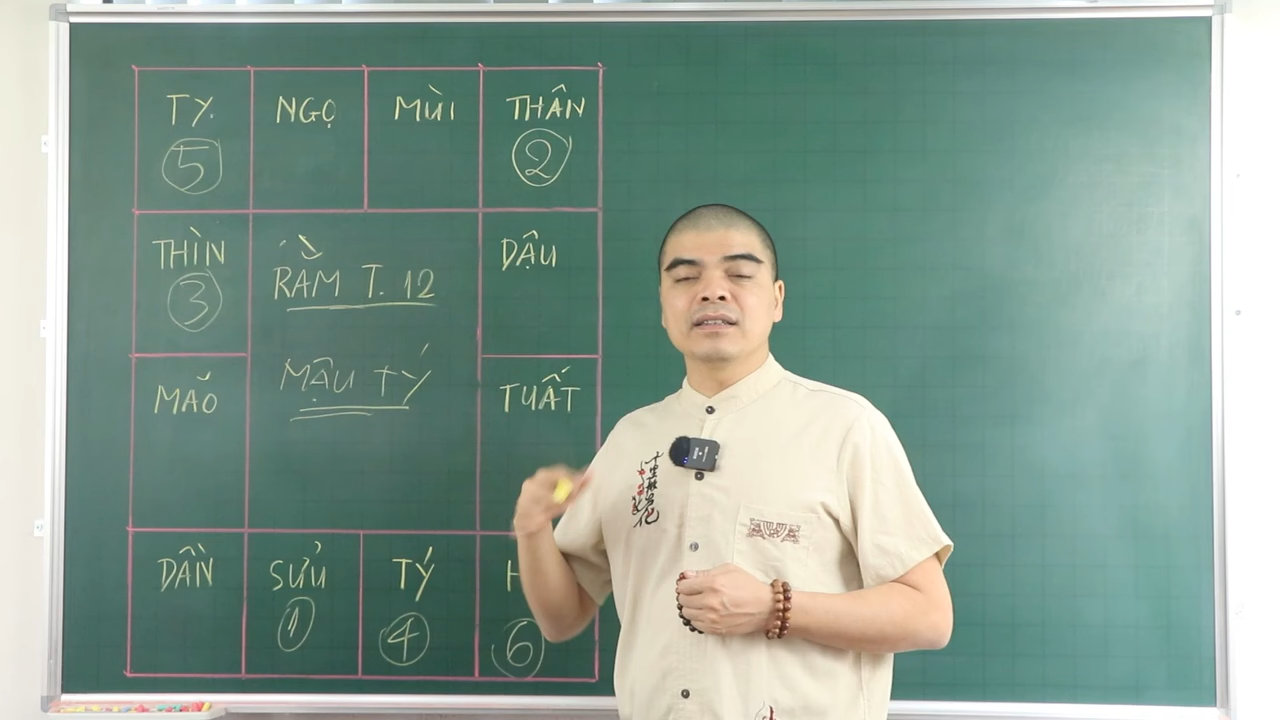 TỴ NGỌ MÙI THÂN
5 2
THÌN DẬU
3
RẰM T. 12
MẬU TÝ
MÃO TUẤT
DẦN SỬU TÝ H
1 4 6